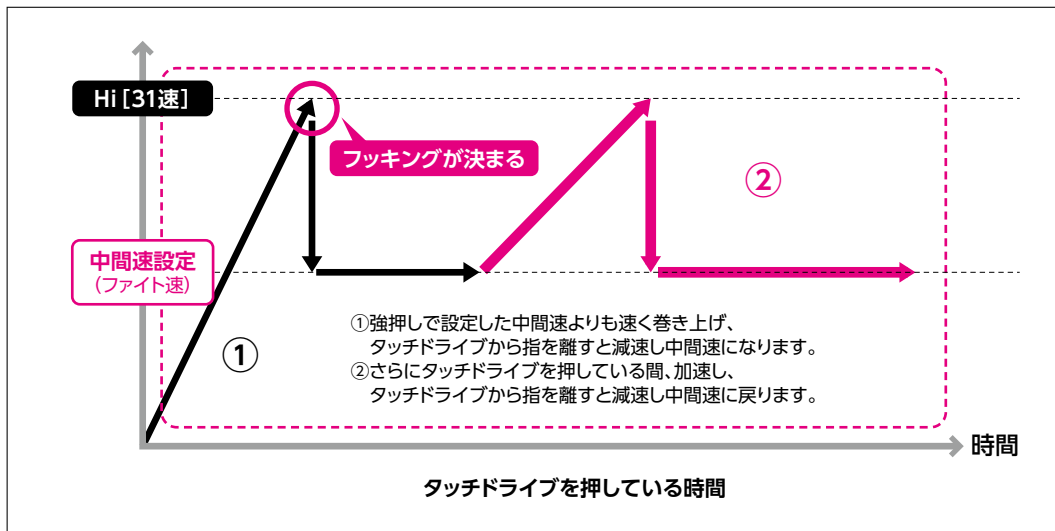 Hi [31速]
フッキングが決まる
②
中間速設定
(ファイト速)
①
①強押しで設定した中間速よりも速く巻き上げ、
タッチドライブから指を離すと減速し中間速になります。
②さらにタッチドライブを押している間、加速し、
タッチドライブから指を離すと減速し中間速に戻ります。
時間
タッチドライブを押している時間